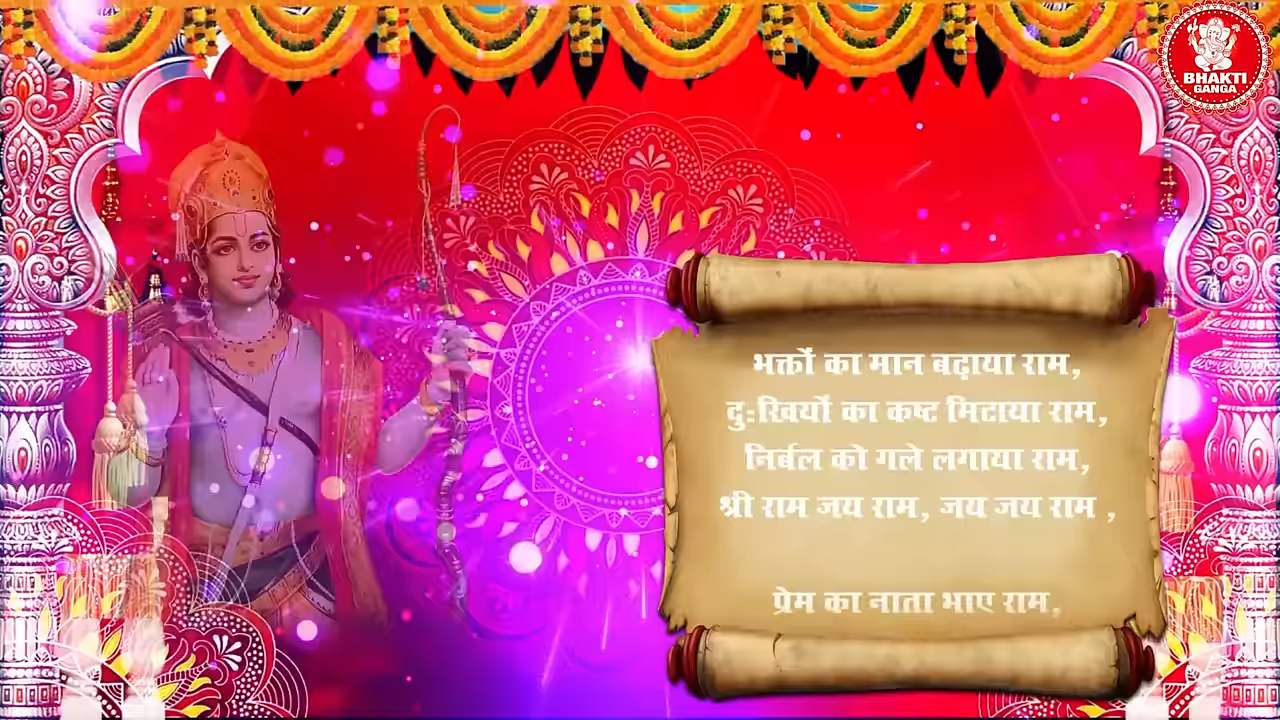 BHAKTI
GANGA
भक्तों का मान बढ़ाया राम,
दुःखियों का कष्ट मिटाया राम,
निर्बल को गले लगाया राम,
श्री राम जय राम, जय जय राम ,
प्रेम का नाता भाए राम,